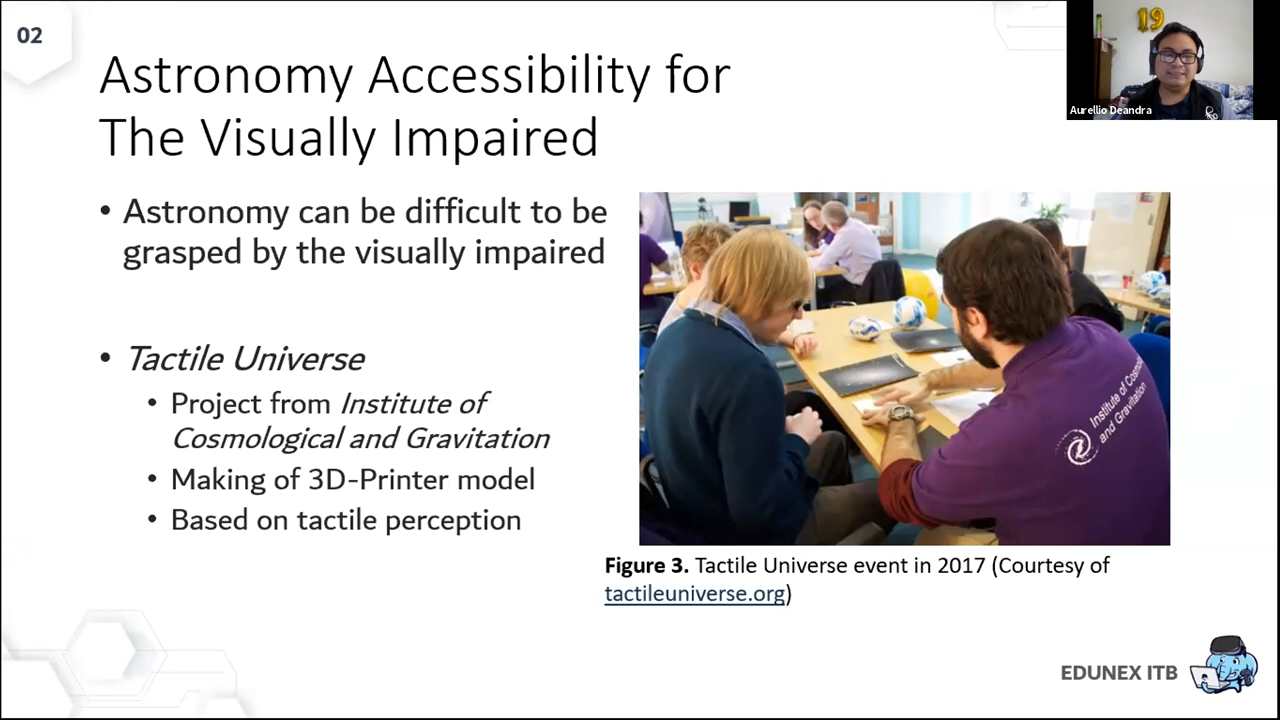 02
19
Aurellio Deandra
Astronomy Accessibility for
The Visually Impaired
• Astronomy can be difficult to be
grasped by the visually impaired
• Tactile Universe
• Project from Institute of
Cosmological and Gravitation
• Making of 3D-Printer model
• Based on tactile perception
Institute of Cosmo
and Gravitation
Figure 3. Tactile Universe event in 2017 (Courtesy of
tactileuniverse.org)
EDUNEX ITB